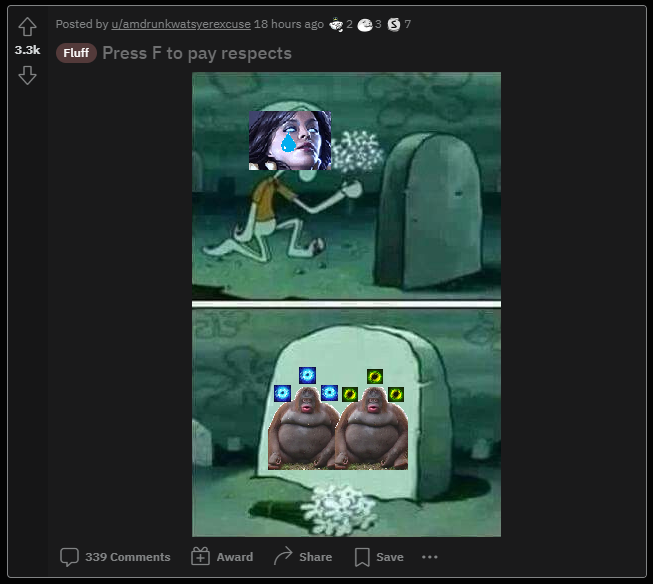 Posted by u/amdrunkwatsyerexcuse 18 hours ago 2 3 S 7
3.3k
Fluff Press F to pay respects
339 Comments Award Share Save ...